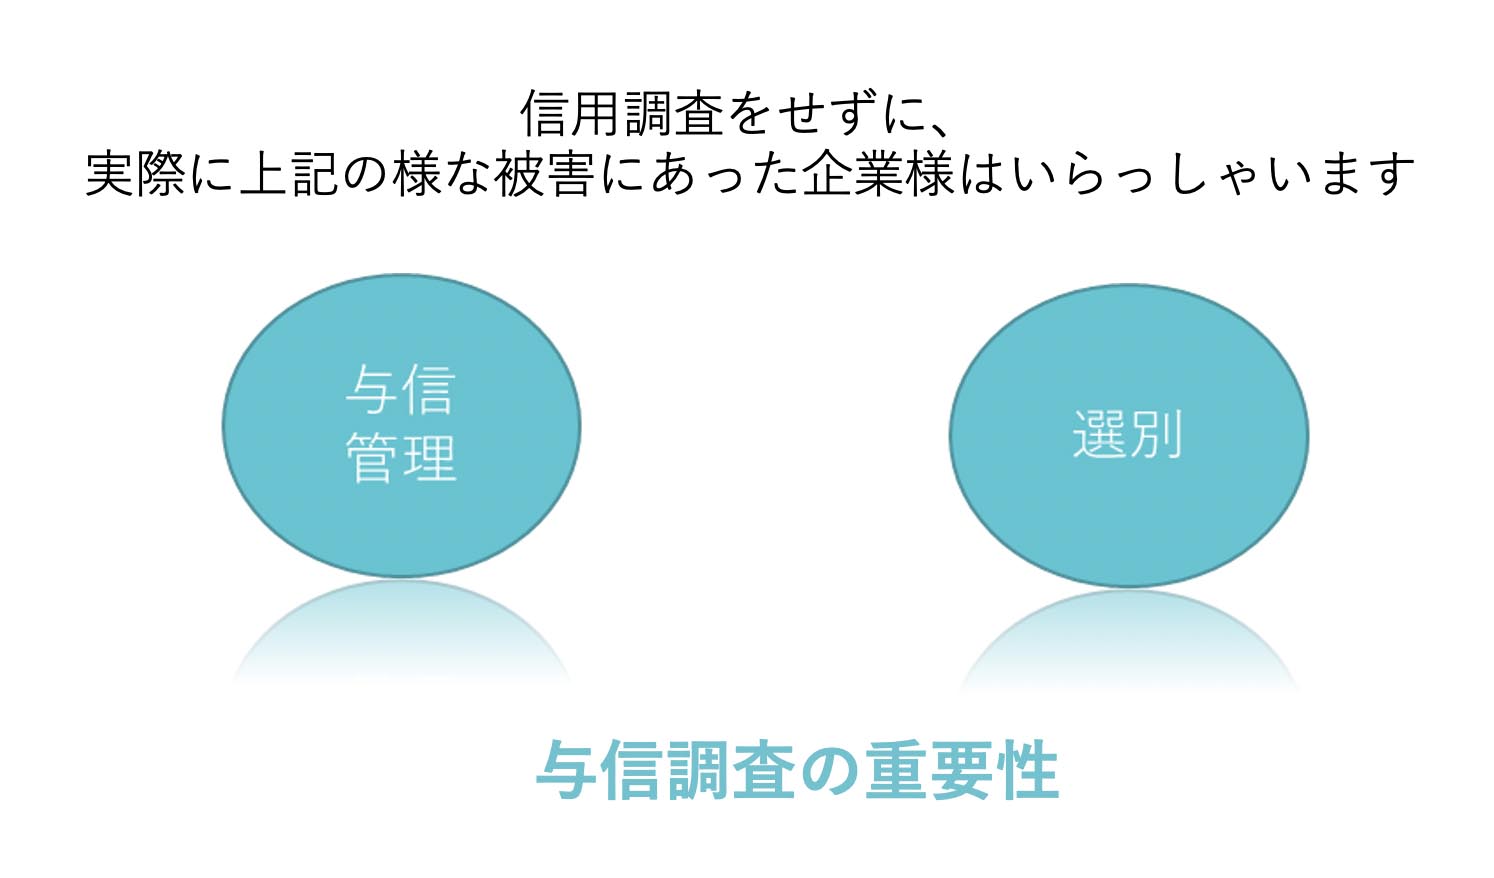 信用調査をせずに、
実際に上記の様な被害にあった企業様はいらっしゃいます
与信
管理
選別
与信調査の重要性